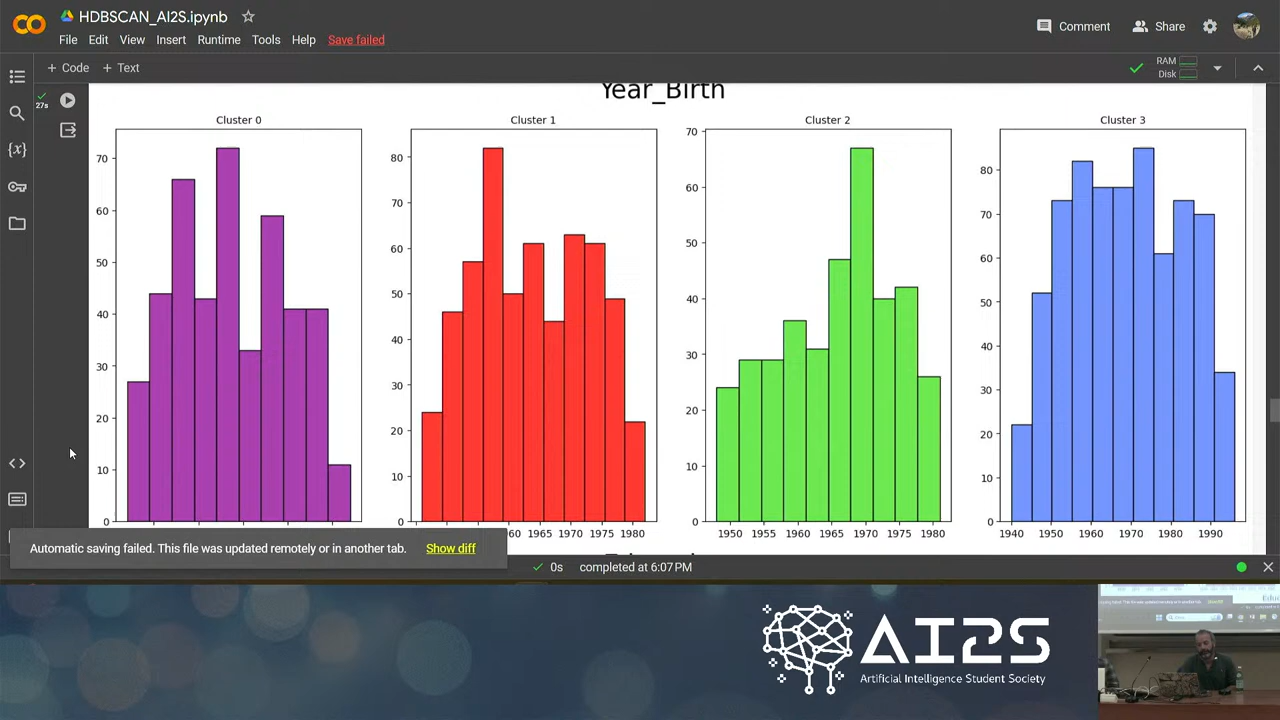 HDBSCAN_AI2S.ipynb
File Edit View Insert Runtime Tools Help Save failed
Comment Share
+ Code + Text
RAM
Disk
27s
{x}
Year_Birth
Cluster 0
70
60
50
40
30
20
10
0
Cluster 1
80
70
60
50
40
30
20
10
0
1965 1970 1975 1980
Cluster 2
70
60
50
40
30
20
10
0
1950 1955 1960 1965 1970 1975 1980
Cluster 3
80
70
60
50
40
30
20
10
0
1940 1950 1960 1970 1980 1990
Automatic saving failed. This file was updated remotely or in another tab. Show diff
0s completed at 6:07 PM
AI2S
Artificial Intelligence Student Society